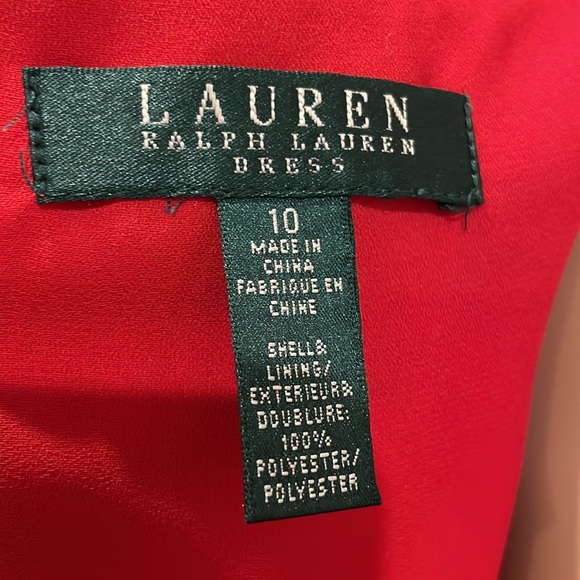 LAUREN
RALPH LAUREN
DRESS
10
MADE IN
CHINA
FABRIQUE EN
CHINE
SHELL&
LINING/
EXTERIEUR&
DOUBLURE:
100%
POLYESTER/
POLYESTER